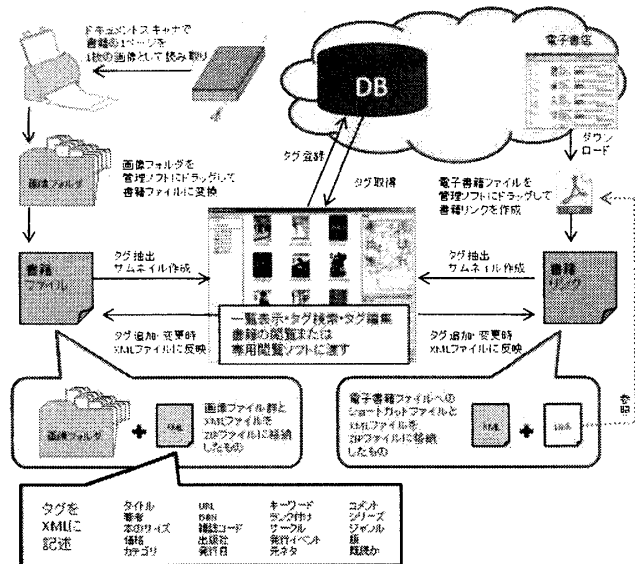 ドキュメントスキャナで
書籍の1ページを
1枚の画像として読み取り
電子書店
DB
ダウン
ロード
タグ登録
タグ取得
画像フォルダ
画像フォルダを
管理ソフトにドラッグして
書籍ファイルに変換
電子書籍ファイルを
管理ソフトにドラッグして
書籍リンクを作成
書籍
ファイル
タグ抽出
サムネイル作成
タグ追加・変更時
XMLファイルに反映
一覧表示・タグ検索・タグ編集
書籍の閲覧または
専用閲覧ソフトに渡す
タグ抽出
サムネイル作成
タグ追加・変更時
XMLファイルに反映
書籍
リンク
参照
画像フォルダ
+
XML
画像ファイル群と
XMLファイルを
ZIPファイルに格納
したもの
電子書籍ファイルへの
ショートカットファイルと
XMLファイルを
ZIPファイルに格納
したもの
XML
+
タグを
XMLに
記述
タイトル URL キーワード コメント
著者 ISBN ランク付け シリーズ
本のサイズ 雑誌コード サークル ジャンル
価格 出版社 発行イベント 版
カテゴリ 発行日 元ネタ 既読か